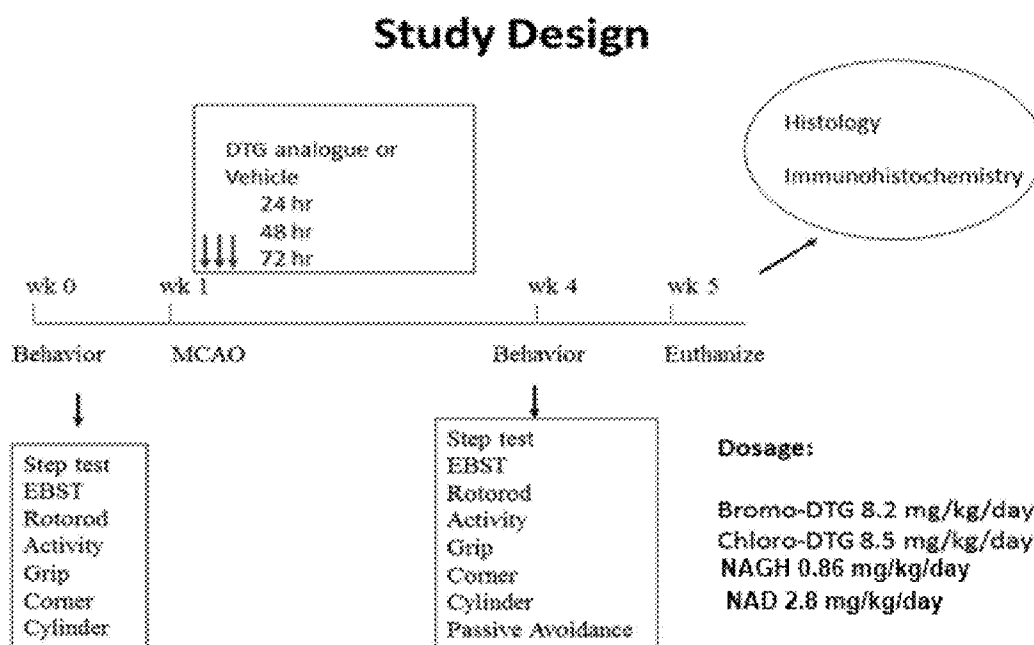 Study Design
DTG analogue or
Vehicle
24 hr
48 hr
72 hr
Histology
Immunohistochemistry
wk 0
wk 1
wk 4
wk 5
Behavior
MCAO
Behavior
Euthanize
Step test
EBST
Rotorod
Activity
Grip
Corner
Cylinder
Step test
EBST
Rotorod
Activity
Grip
Corner
Cylinder
Passive Avoidance
Dosage:
Bromo-DTG 8.2 mg/kg/day
Chloro-DTG 8.5 mg/kg/day
NAGH 0.86 mg/kg/day
NAD 2.8 mg/kg/day